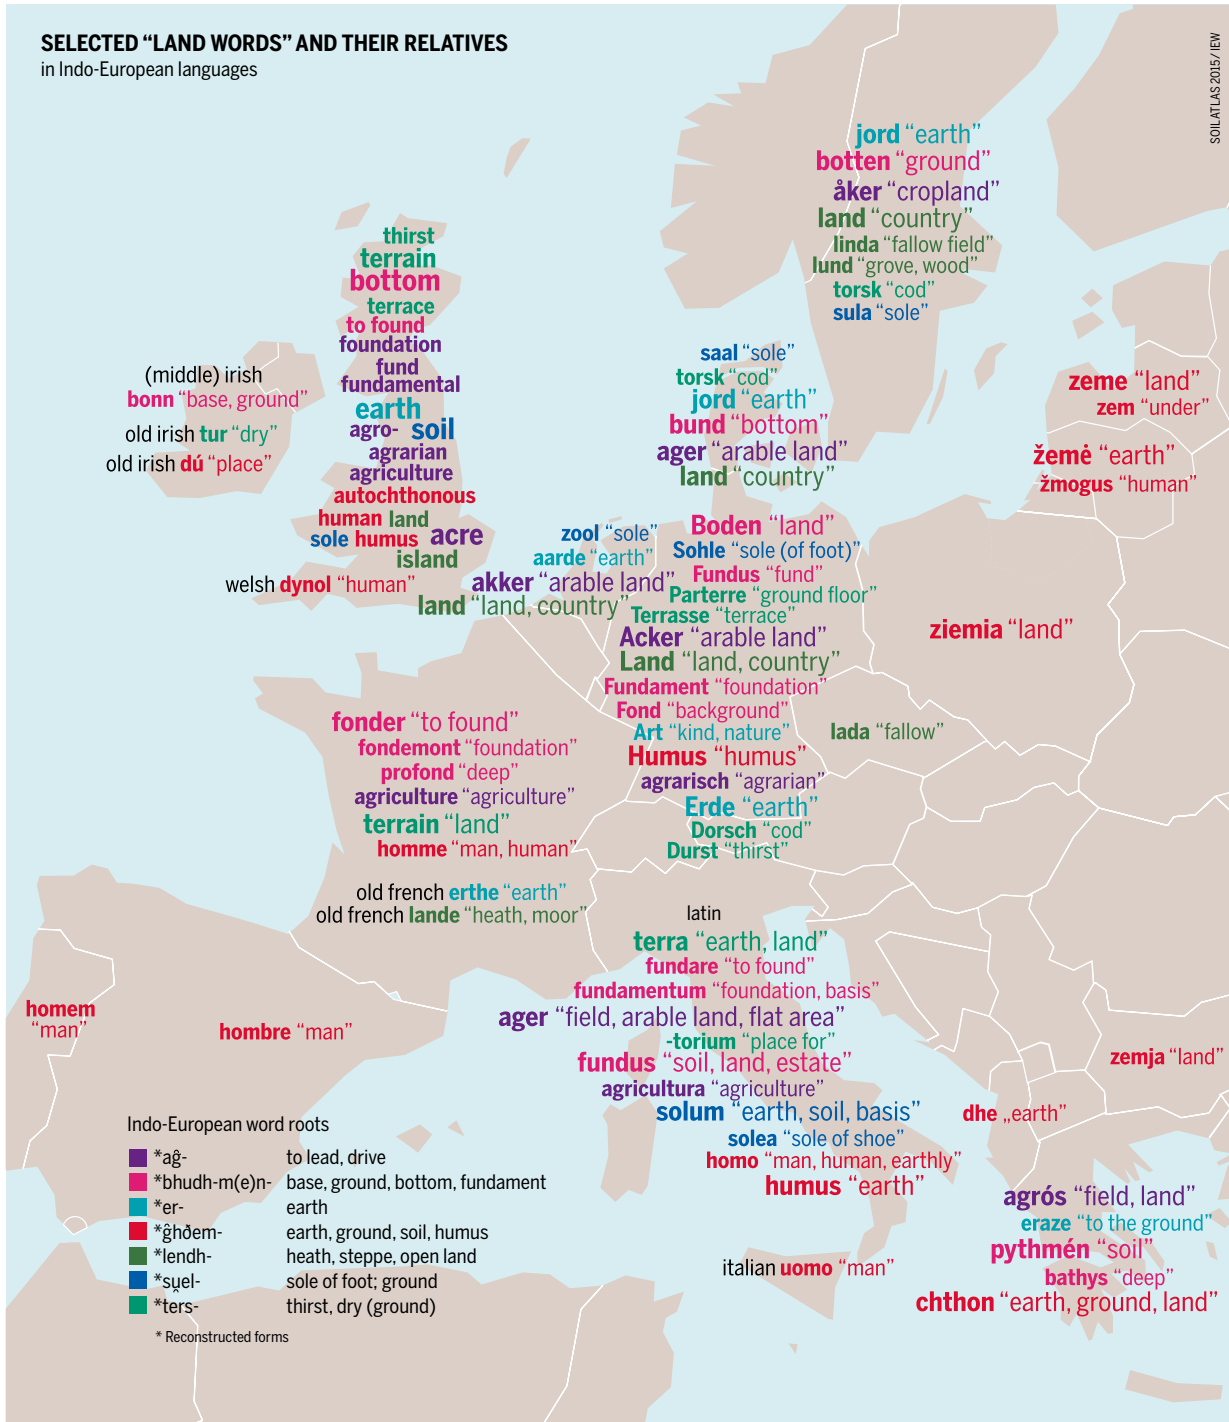 SELECTED “LAND WORDS” AND THEIR RELATIVES
in Indo-European languages
SOILATLAS 2015 / IEW
jord “earth”
botten “ground”
åker “cropland”
land “country”
linda “fallow field”
lund “grove, wood”
torsk “cod”
sula “sole”
thirst
terrain
bottom
terrace
to found
foundation
fund
fundamental
earth
agro- soil
agrarian
agriculture
autochthonous
human land
sole humus acre
island
welsh dynol “human”
(middle) irish
bonn “base, ground”
old irish tur “dry”
old irish dú “place”
saal “sole”
torsk “cod”
jord “earth”
bund “bottom”
ager “arable land”
land “country”
zeme “land”
zem “under”
žemė “earth”
žmogus “human”
zool “sole”
aarde “earth”
akker “arable land”
land “land, country”
Boden “land”
Sohle “sole (of foot)”
Fundus “fund”
Parterre “ground floor”
Terrasse “terrace”
Acker “arable land”
Land “land, country”
Fundament “foundation”
Fond “background”
Art “kind, nature”
Humus “humus”
agrarisch “agrarian”
Erde “earth”
Dorsch “cod”
Durst “thirst”
ziemia “land”
lada “fallow”
fonder “to found”
fondemont “foundation”
profond “deep”
agriculture “agriculture”
terrain “land”
homme “man, human”
old french erthe “earth”
old french lande “heath, moor”
latin
terra “earth, land”
fundare “to found”
fundamentum “foundation, basis”
ager “field, arable land, flat area”
-torium “place for”
fundus “soil, land, estate”
agricultura “agriculture”
solum “earth, soil, basis”
solea “sole of shoe”
homo “man, human, earthly”
humus “earth”
italian uomo “man”
homem
“man”
hombre “man”
zemja “land”
dhe „earth”
agrós “field, land”
eraze “to the ground”
pythmén “soil”
bathys “deep”
chthon “earth, ground, land”
Indo-European word roots
*aĝ- to lead, drive
*bhudh-m(e)n- base, ground, bottom, fundament
*er- earth
*ĝhðem- earth, ground, soil, humus
*lendh- heath, steppe, open land
*su̯el- sole of foot; ground
*ters- thirst, dry (ground)
* Reconstructed forms